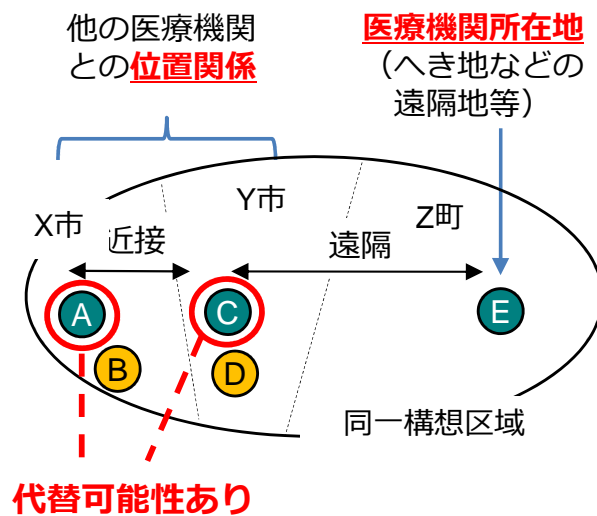 他の医療機関
との位置関係
医療機関所在地
（へき地などの
遠隔地等）
X市
Y市
Z町
近接
遠隔
A
C
E
B
D
同一構想区域
代替可能性あり